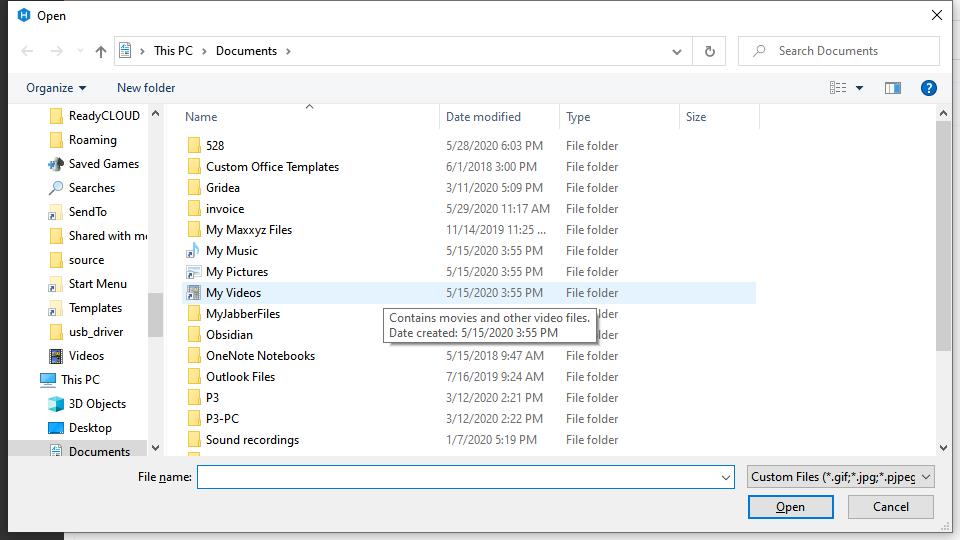 Open
This PC > Documents >
Search Documents
Organize
New folder
?
ReadyCLOUD
Roaming
Saved Games
Searches
SendTo
Shared with me
source
Start Menu
Templates
usb_driver
Videos
This PC
3D Objects
Desktop
Documents
Name Date modified Type Size
528 5/28/2020 6:03 PM File folder
Custom Office Templates 6/1/2018 3:00 PM File folder
Gridea 3/11/2020 5:09 PM File folder
invoice 5/29/2020 11:17 AM File folder
My Maxxyz Files 11/14/2019 11:25 ... File folder
My Music 5/15/2020 3:55 PM File folder
My Pictures 5/15/2020 3:55 PM File folder
My Videos 5/15/2020 3:55 PM File folder
MyJabberFiles File folder
Obsidian File folder
Contains movies and other video files.
Date created: 5/15/2020 3:55 PM
OneNote Notebooks 5/15/2018 9:47 AM File folder
Outlook Files 7/16/2019 9:24 AM File folder
P3 3/12/2020 2:21 PM File folder
P3-PC 3/12/2020 2:22 PM File folder
Sound recordings 1/7/2020 5:19 PM File folder
File name:
Custom Files (*.gif;*.jpg;*.pjpeg
Open
Cancel